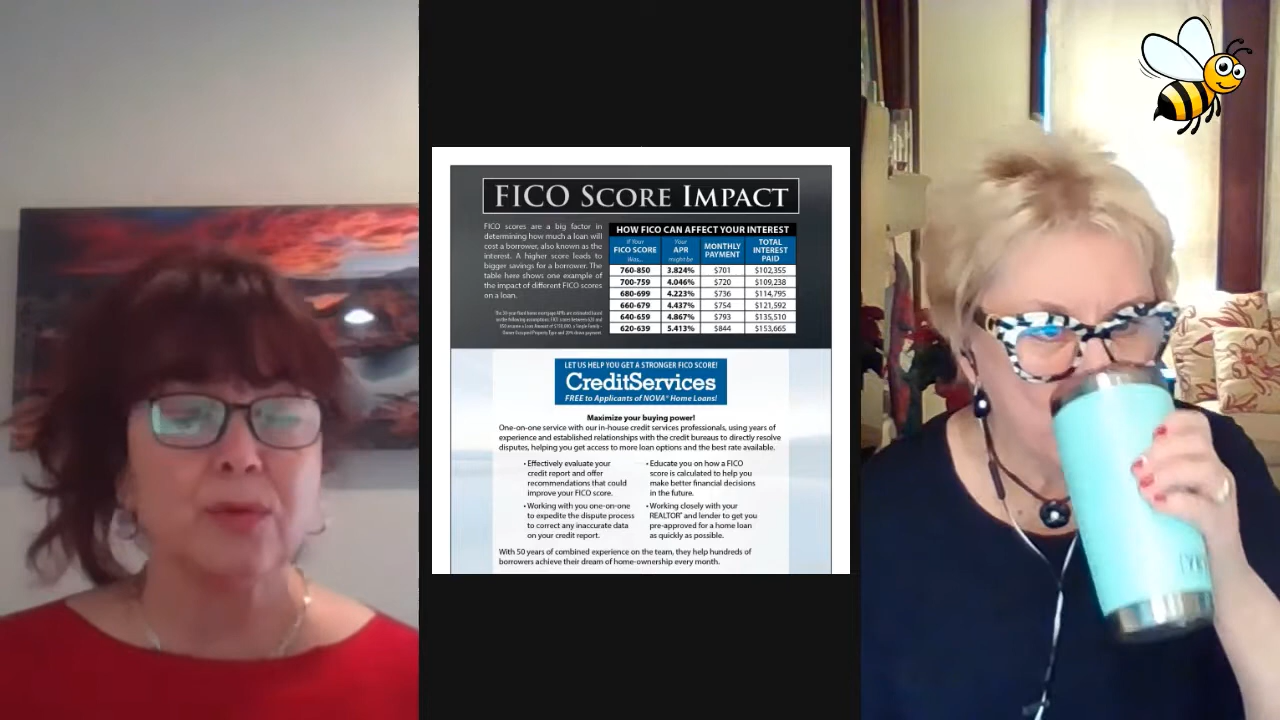 FICO SCORE IMPACT
FICO scores are a big factor in
determining how much a loan will
cost a borrower, also known as the
interest. A higher score leads to
bigger savings for a borrower. The
table here shows one example of
the impact of different FICO scores
on a loan.
HOW FICO CAN AFFECT YOUR INTEREST
If Your FICO SCORE Was... Your APR might be MONTHLY PAYMENT TOTAL INTEREST PAID
760-850 3.824% $701 $102,355
700-759 4.046% $720 $109,238
680-699 4.223% $736 $114,795
660-679 4.437% $754 $121,592
640-659 4.867% $793 $135,510
620-639 5.413% $844 $153,665
LET US HELP YOU GET A STRONGER FICO SCORE!
CreditServices
FREE to Applicants of NOVA® Home Loans!
Maximize your buying power!
One-on-one service with our in-house credit services professionals, using years of
experience and established relationships with the credit bureaus to directly resolve
disputes, helping you get access to more loan options and the best rate available.
• Effectively evaluate your
credit report and offer
recommendations that could
improve your FICO score.
• Working with you one-on-one
to expedite the dispute process
to correct any inaccurate data
on your credit report.
• Educate you on how a FICO
score is calculated to help you
make better financial decisions
in the future.
• Working closely with your
REALTOR® and lender to get you
pre-approved for a home loan
as quickly as possible.
With 50 years of combined experience on the team, they help hundreds of
borrowers achieve their dream of home-ownership every month.